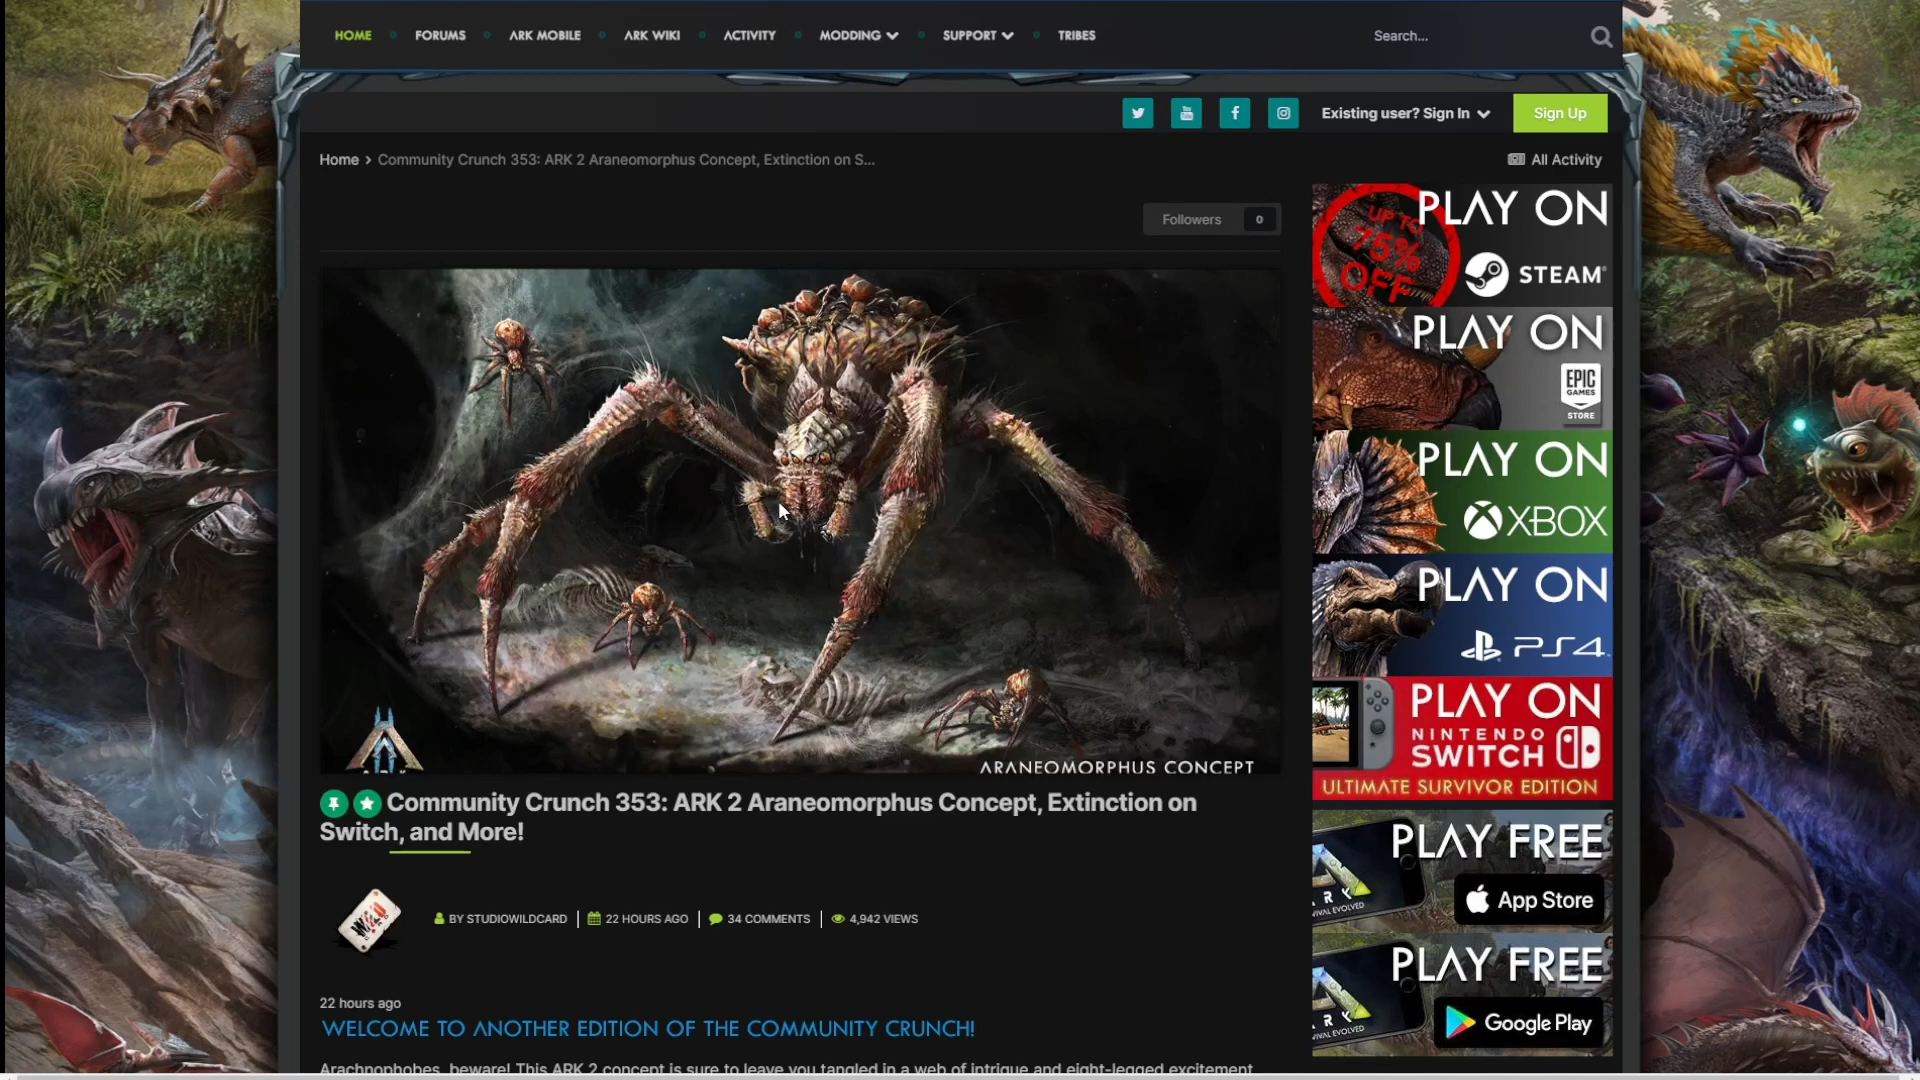 HOME
FORUMS
ARK MOBILE
ARK WIKI
ACTIVITY
MODDING
SUPPORT
TRIBES
Search...
Existing user? Sign In
Sign Up
Home > Community Crunch 353: ARK 2 Araneomorphus Concept, Extinction on S...
All Activity
Followers 0
UP TO
75%
OFF
PLAY ON
STEAM
PLAY ON
EPIC
GAMES
STORE
PLAY ON
XBOX
PLAY ON
PS4
PLAY ON
NINTENDO
SWITCH
ULTIMATE SURVIVOR EDITION
PLAY FREE
App Store
PLAY FREE
Google Play
ARANEOMORPHUS CONCEPT
Community Crunch 353: ARK 2 Araneomorphus Concept, Extinction on
Switch, and More!
BY STUDIOWILDCARD | 22 HOURS AGO | 34 COMMENTS | 4,942 VIEWS
22 hours ago
WELCOME TO ANOTHER EDITION OF THE COMMUNITY CRUNCH!
Arachnophobes, beware! This ARK 2 concept is sure to leave you tangled in a web of intrigue and eight-legged excitement